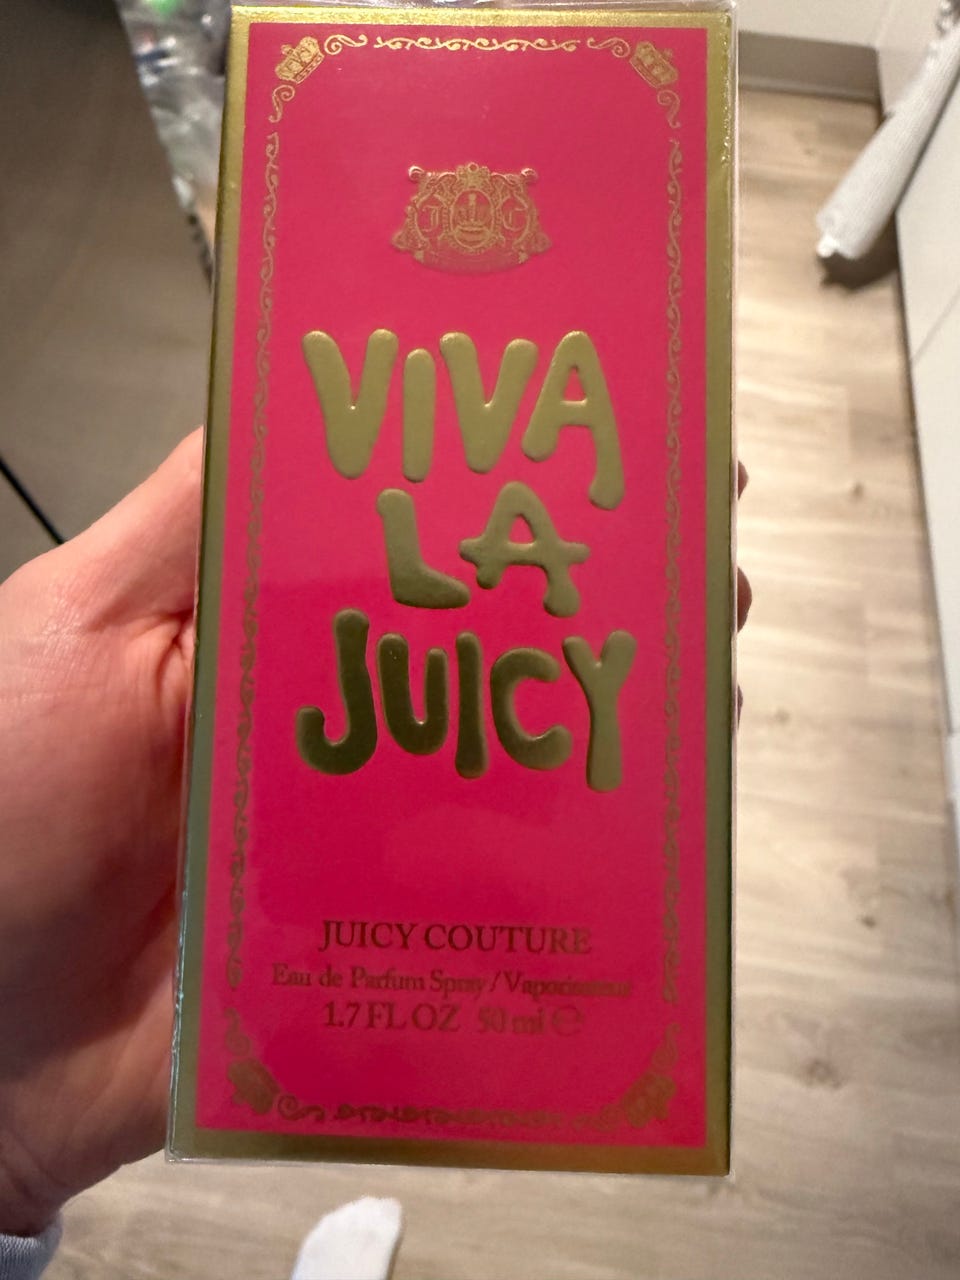 J C
VIVA
LA
JUICY
JUICY COUTURE
Eau de Parfum Spray / Vaporisateur
1.7 FL OZ 50 ml ℮